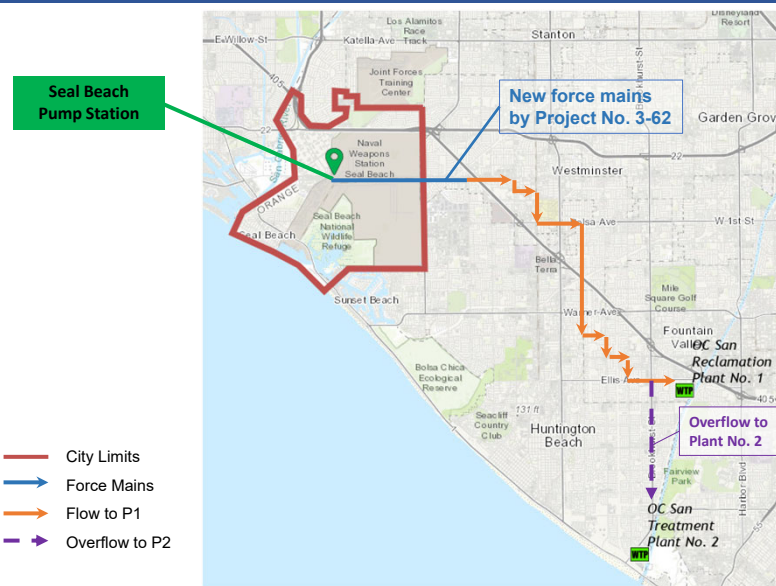 Disneyland
Resort
Los Alamitos
Race
Track
Stanton
E Willow St
Katella Ave
Joint Forces
Training
Center
405
Seal Beach
Pump Station
New force mains
by Project No. 3-62
Garden Grov
22
Naval
Weapons
Station
Seal Beach
22
Westminster
ORANGE
Seal Beach
National
Wildlife
Refuge
Bolsa Ave
W 1st St
Seal Beach
Bella
Terra
Mile
Square Golf
Course
Sunset Beach
Warner Ave
Fountain
Valley
OC San
Reclamation
Plant No. 1
Bolsa Chica
Ecological
Reserve
Ellis Ave
WTP
405
131 ft
Seacliff
Country
Club
Huntington
Beach
Overflow to
Plant No. 2
Brookhurst St
Fairview
Park
Harbor Blvd
55
City Limits
Force Mains
Flow to P1
Overflow to P2
OC San
Treatment
Plant No. 2
WTP